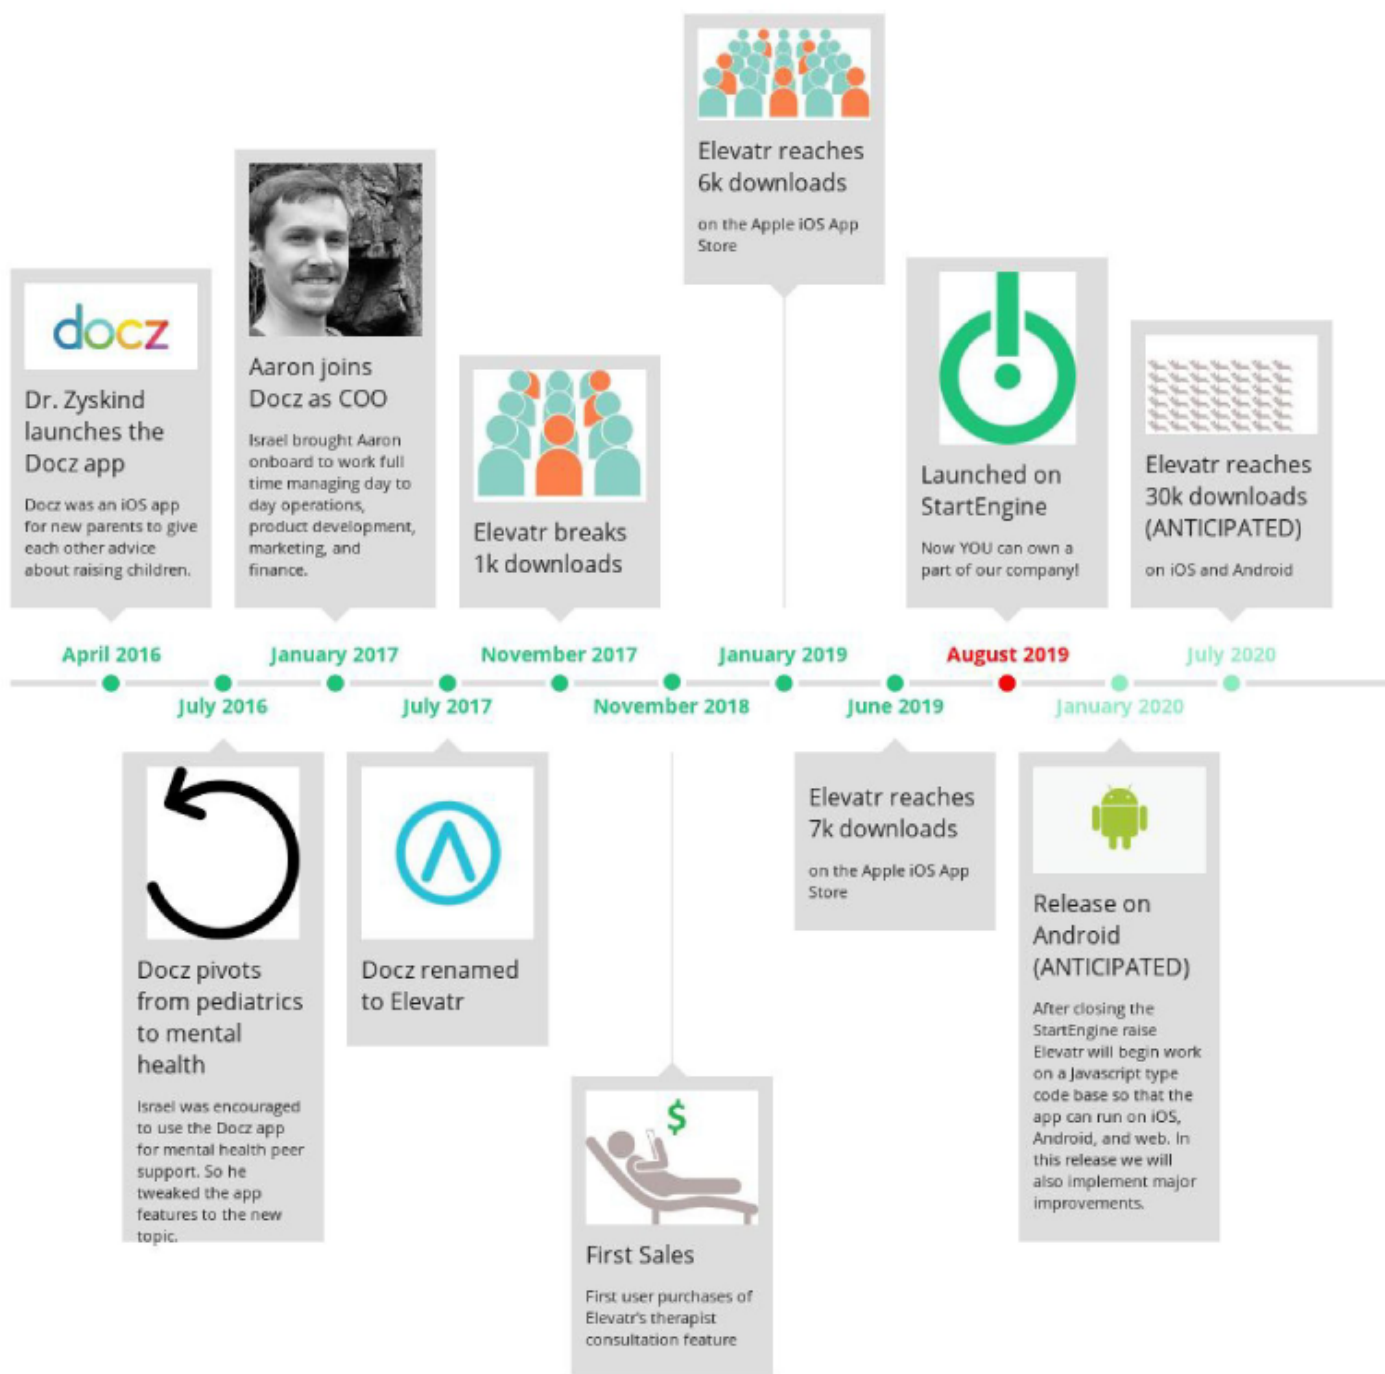 docz
Dr. Zyskind
launches the
Docz app
Docz was an iOS app
for new parents to give
each other advice
about raising children.
April 2016
July 2016
Docz pivots
from pediatrics
to mental
health
Israel was encouraged
to use the Docz app
for mental health peer
support. So he
tweaked the app
features to the new
topic.
Aaron joins
Docz as COO
Israel brought Aaron
onboard to work full
time managing day to
day operations,
product development,
marketing, and
finance.
January 2017
July 2017
Docz renamed
to Elevatr
Elevatr breaks
1k downloads
November 2017
November 2018
$
First Sales
First user purchases of
Elevatr's therapist
consultation feature
Elevatr reaches
6k downloads
on the Apple iOS App
Store
January 2019
June 2019
Elevatr reaches
7k downloads
on the Apple iOS App
Store
Launched on
StartEngine
Now YOU can own a
part of our company!
August 2019
January 2020
Release on
Android
(ANTICIPATED)
After closing the
StartEngine raise
Elevatr will begin work
on a Javascript type
code base so that the
app can run on iOS,
Android, and web. In
this release we will
also implement major
improvements.
Elevatr reaches
30k downloads
(ANTICIPATED)
on iOS and Android
July 2020